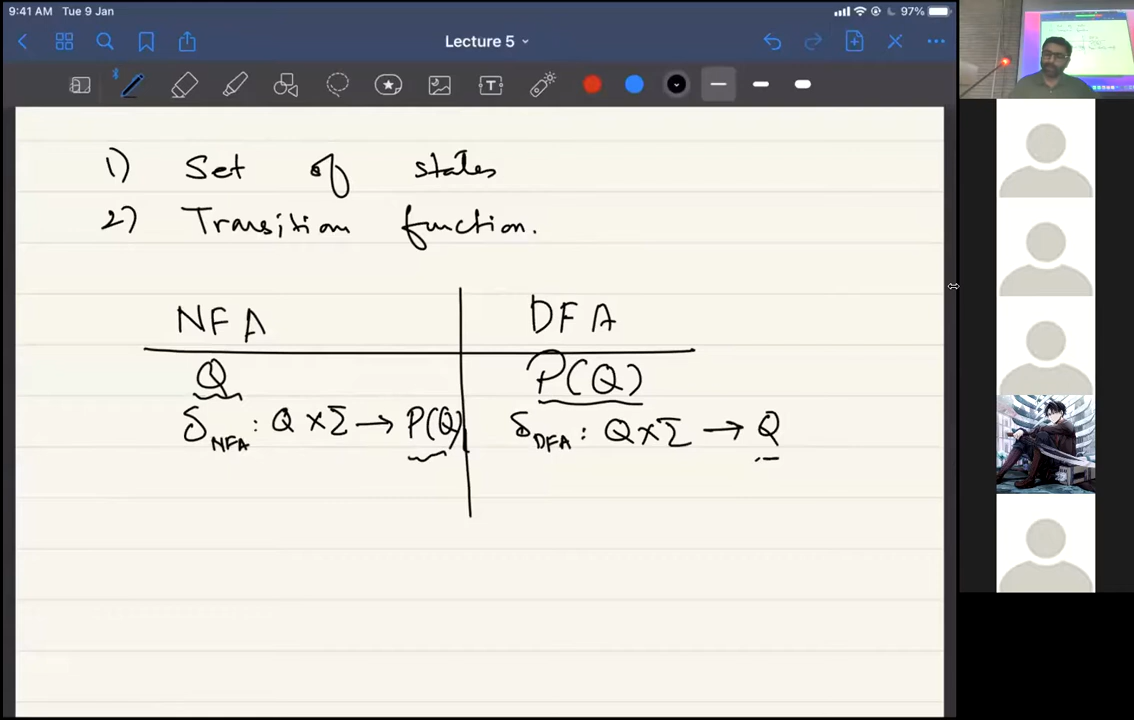 9:41 AM Tue 9 Jan 97%
Lecture 5
1) Set of states
2) Transition function.
NFA DFA
Q P(Q)
δNFA : Q × Σ → P(Q) δDFA : Q × Σ → Q